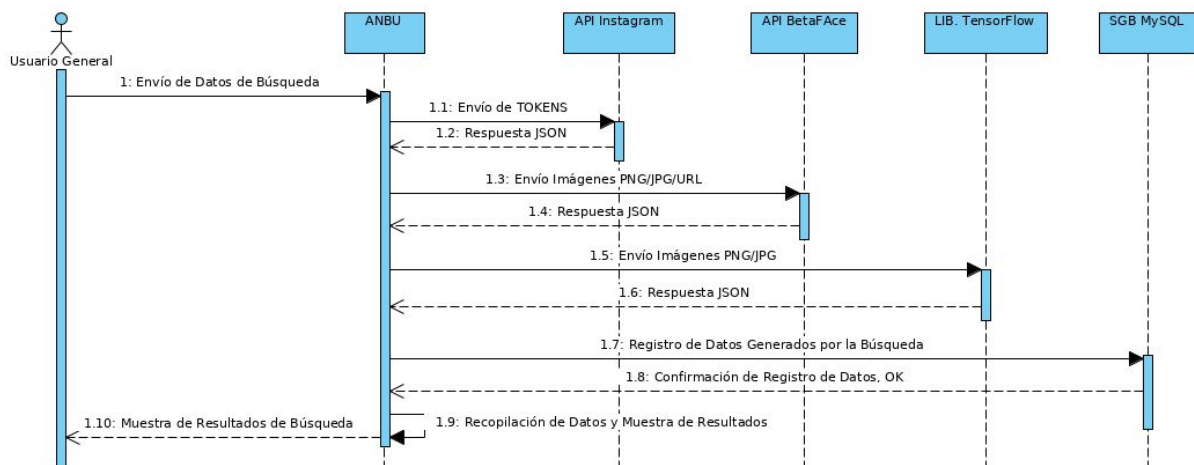 ANBU
API Instagram
API BetaFAce
LIB. TensorFlow
SGB MySQL
Usuario General
1: Envío de Datos de Búsqueda
1.1: Envío de TOKENS
1.2: Respuesta JSON
1.3: Envío Imágenes PNG/JPG/URL
1.4: Respuesta JSON
1.5: Envío Imágenes PNG/JPG
1.6: Respuesta JSON
1.7: Registro de Datos Generados por la Búsqueda
1.8: Confirmación de Registro de Datos, OK
1.9: Recopilación de Datos y Muestra de Resultados
1.10: Muestra de Resultados de Búsqueda